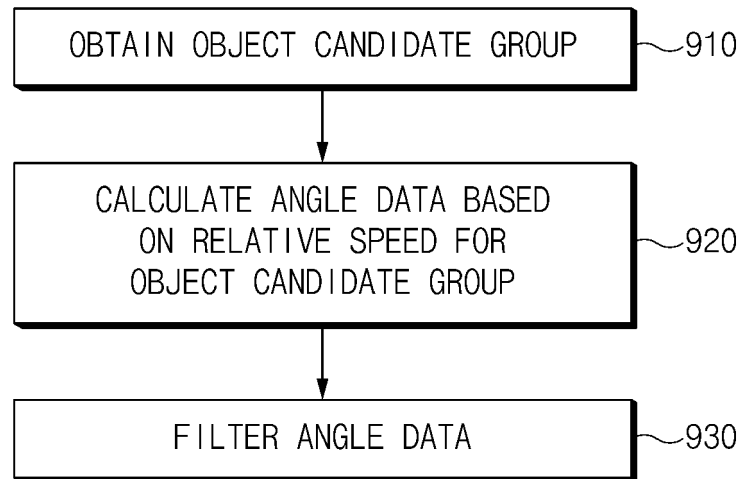 OBTAIN OBJECT CANDIDATE GROUP
910
CALCULATE ANGLE DATA BASED
ON RELATIVE SPEED FOR
OBJECT CANDIDATE GROUP
920
FILTER ANGLE DATA
930